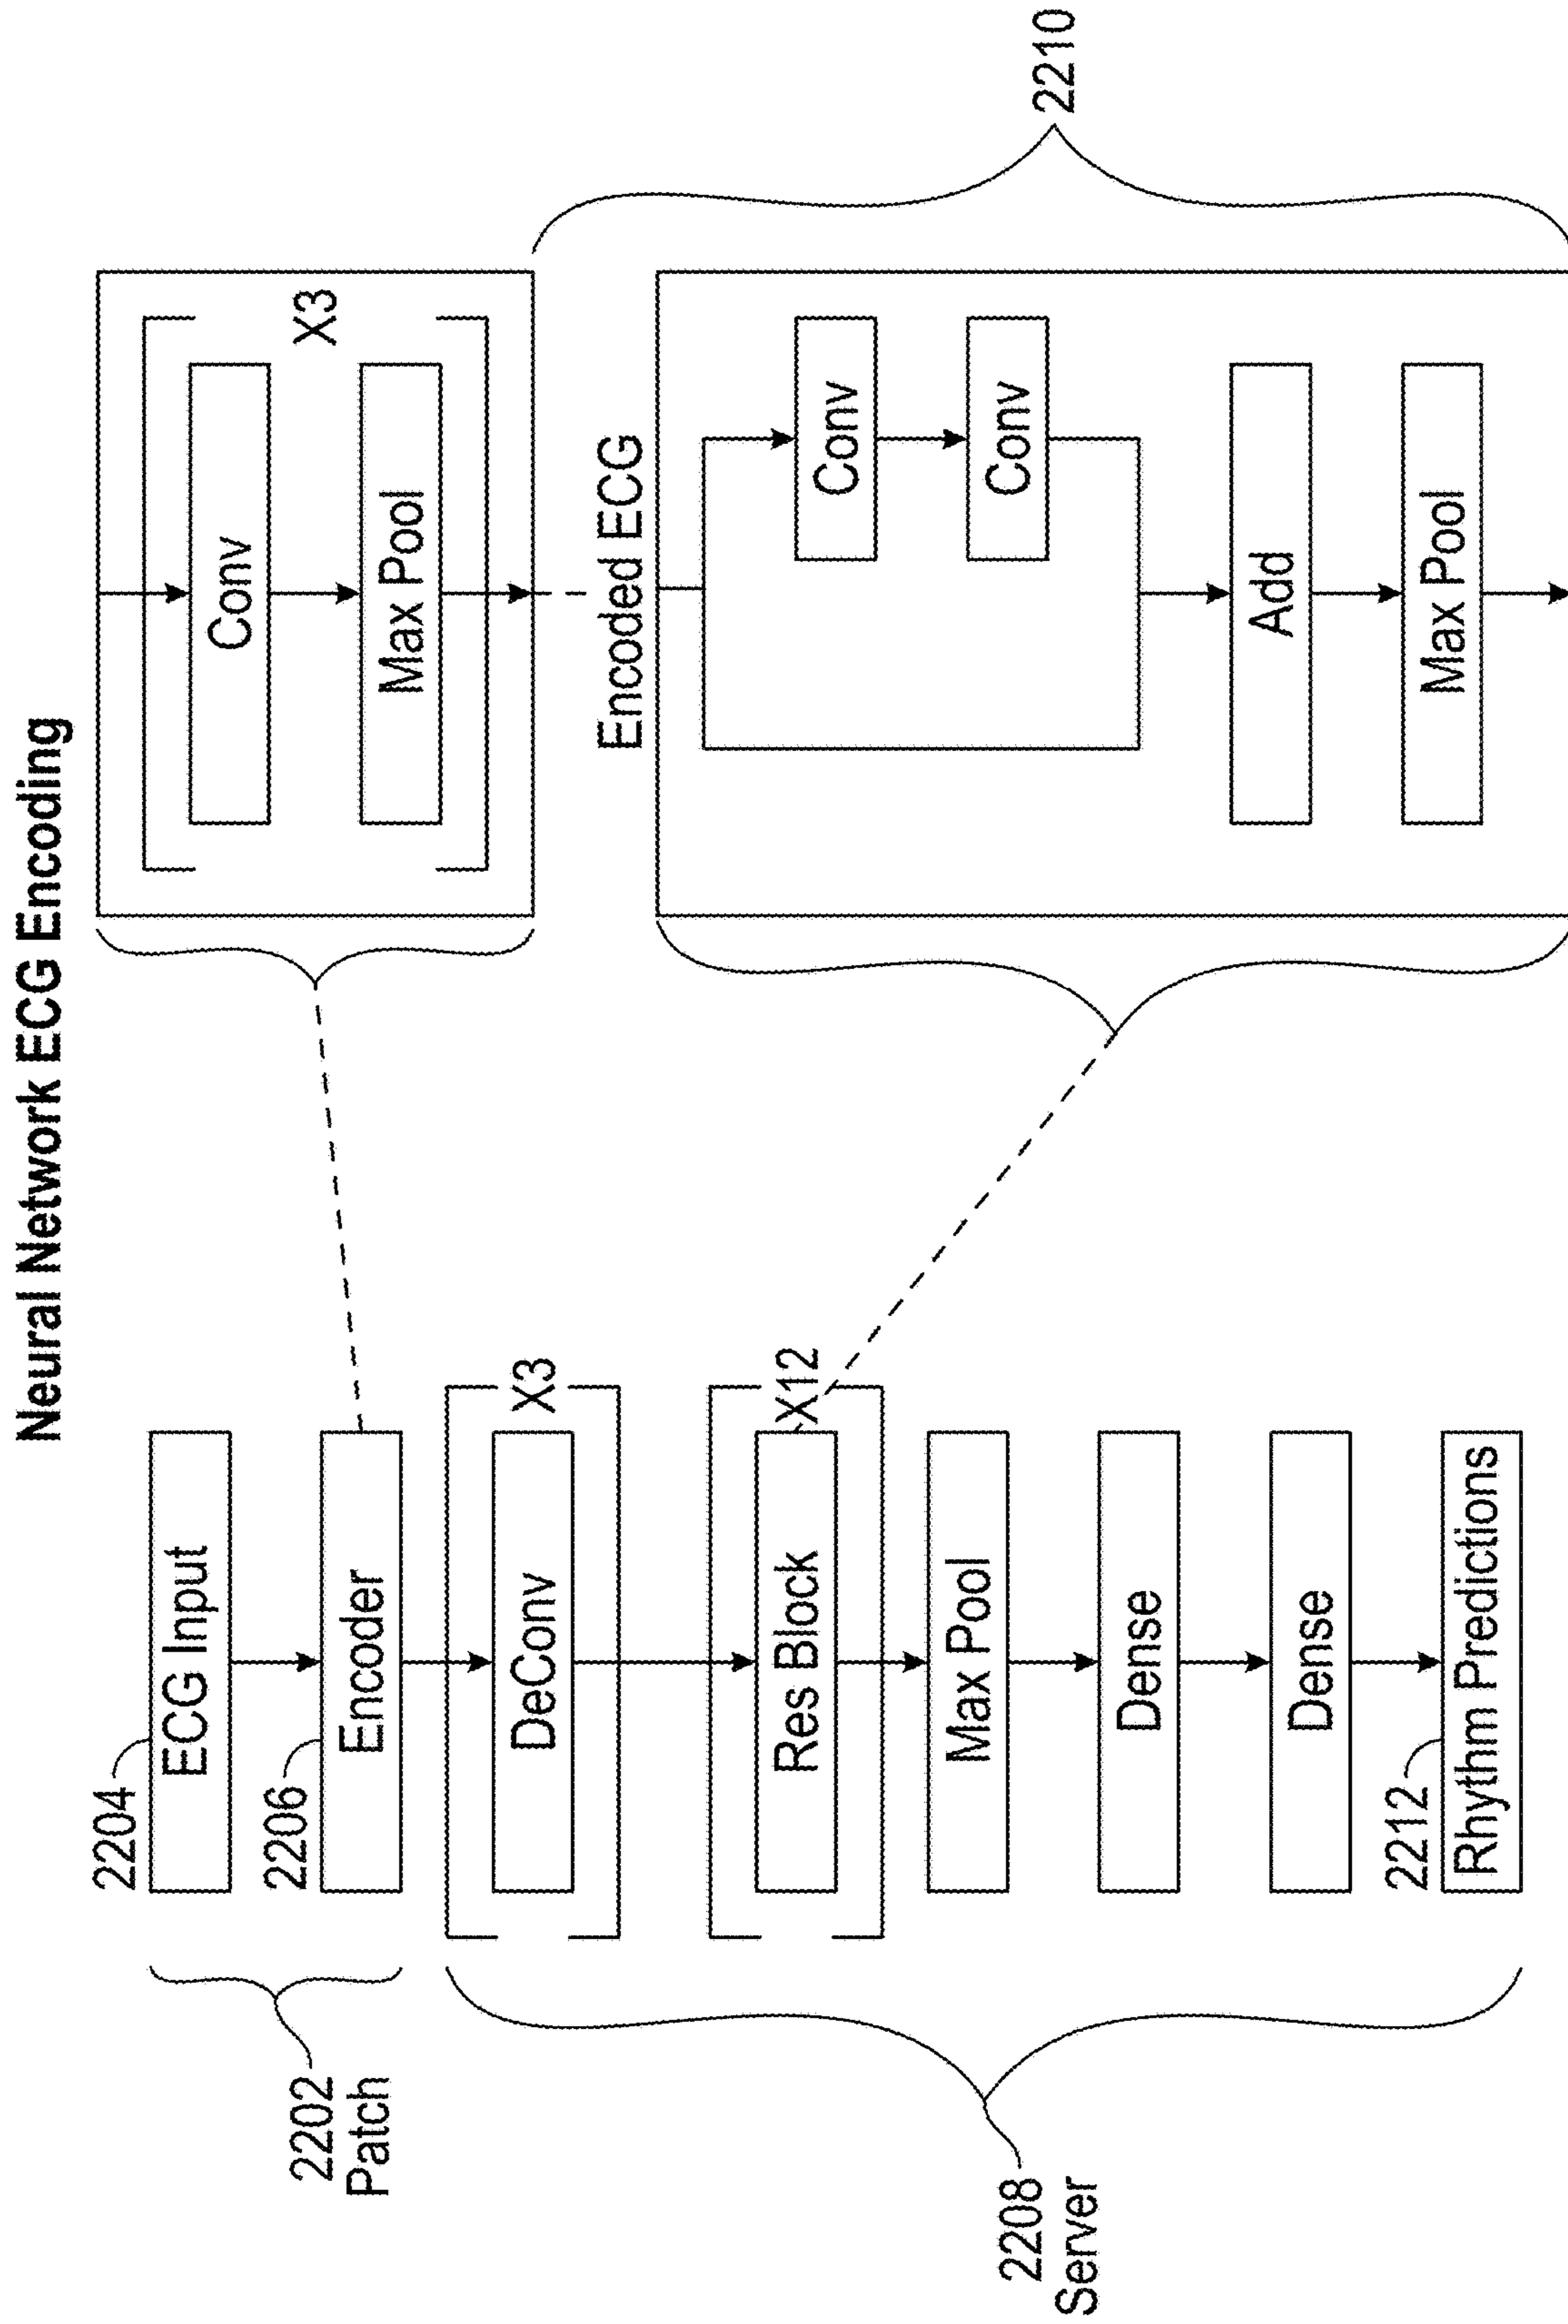 Neural Network ECG Encoding
2202
Patch
2204
ECG Input
2206
Encoder
2208
Server
DeConv
X3
Res Block
X12
Max Pool
Dense
Dense
2212
Rhythm Predictions
Conv
Max Pool
X3
Encoded ECG
Conv
Conv
Add
Max Pool
2210